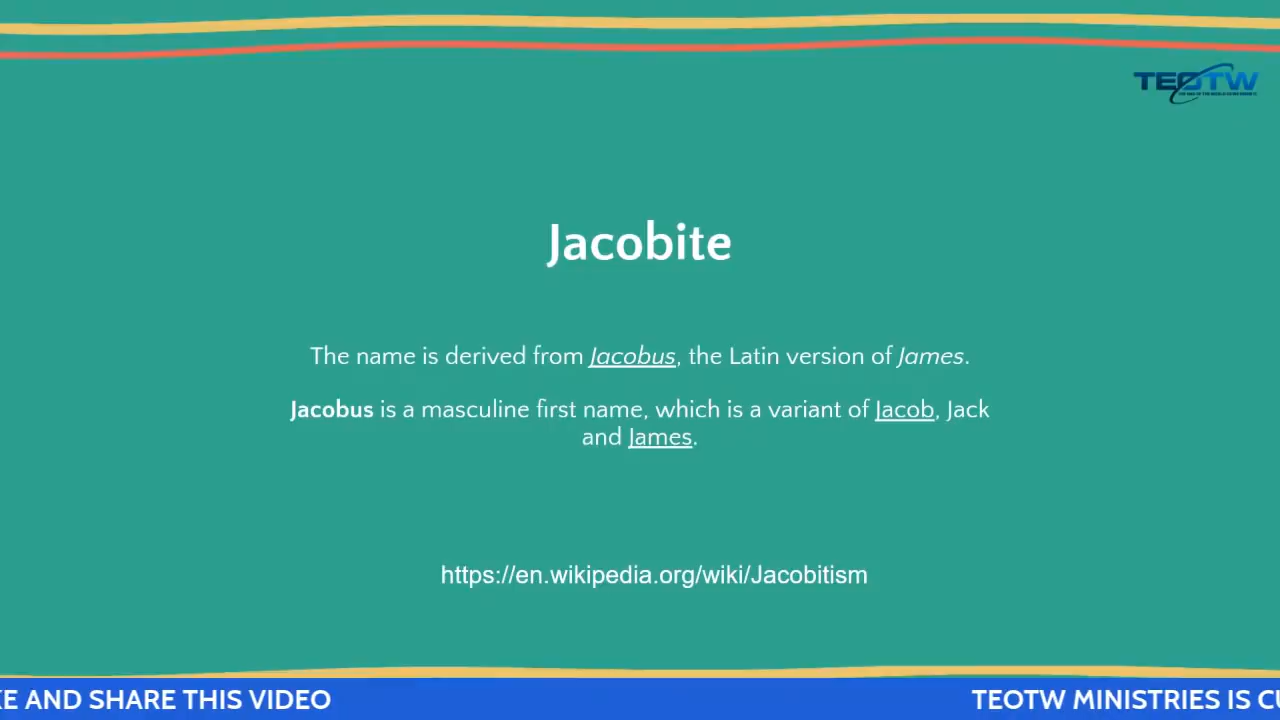 TEOTW
Jacobite
The name is derived from Jacobus, the Latin version of James.
Jacobus is a masculine first name, which is a variant of Jacob, Jack
and James.
https://en.wikipedia.org/wiki/Jacobitism
KE AND SHARE THIS VIDEO
TEOTW MINISTRIES IS CU